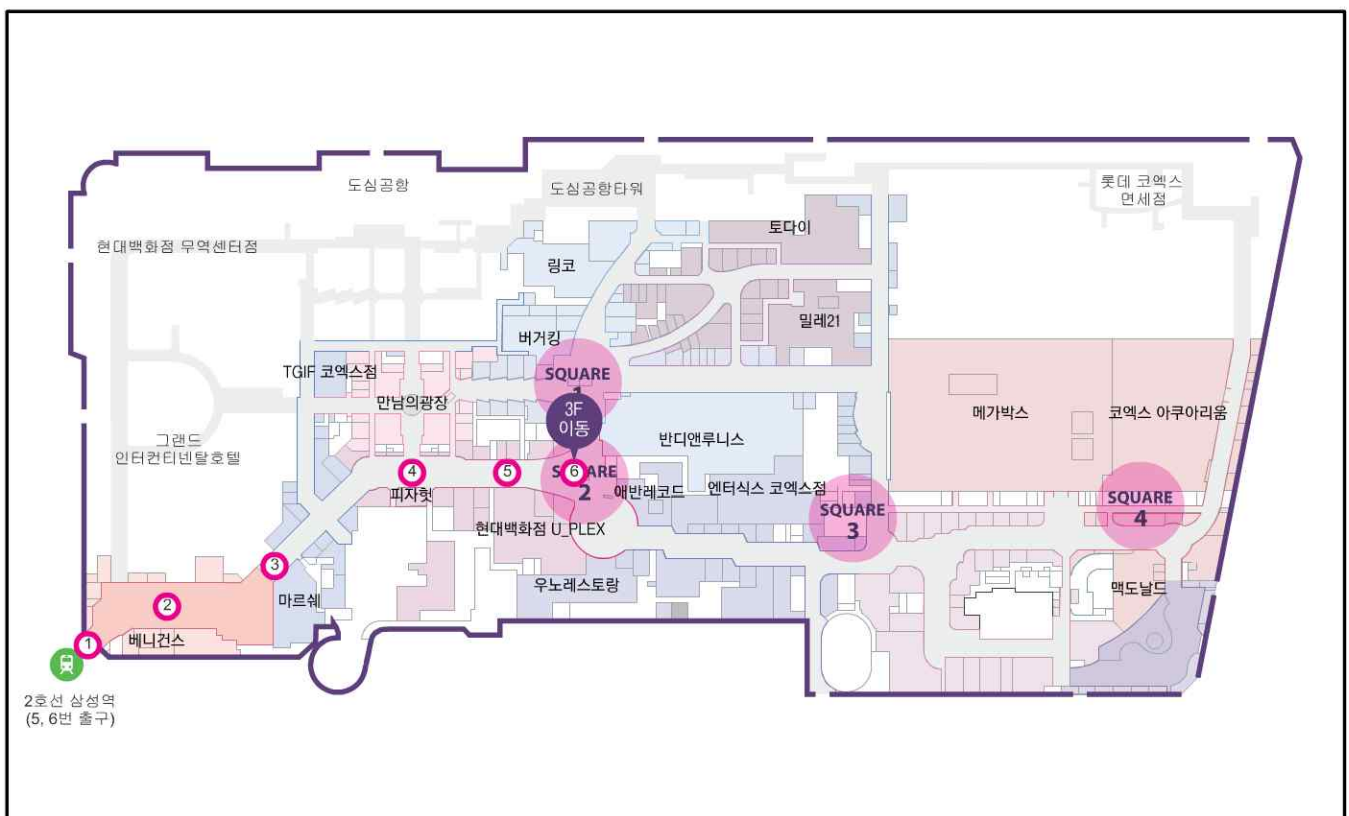 도심공항
도심공항타워
롯데 코엑스
면세점
현대백화점 무역센터점
토다이
링코
밀레21
버거킹
TGIF 코엑스점
SQUARE
1
3F
이동
만남의광장
메가박스
코엑스 아쿠아리움
그랜드
인터컨티넨탈호텔
반디앤루니스
4
5
SQUARE
6
2
피자헛
애반레코드
엔터식스 코엑스점
SQUARE
3
SQUARE
4
현대백화점 U_PLEX
3
우노레스토랑
맥도날드
마르쉐
2
베니건스
1
2호선 삼성역
(5, 6번 출구)